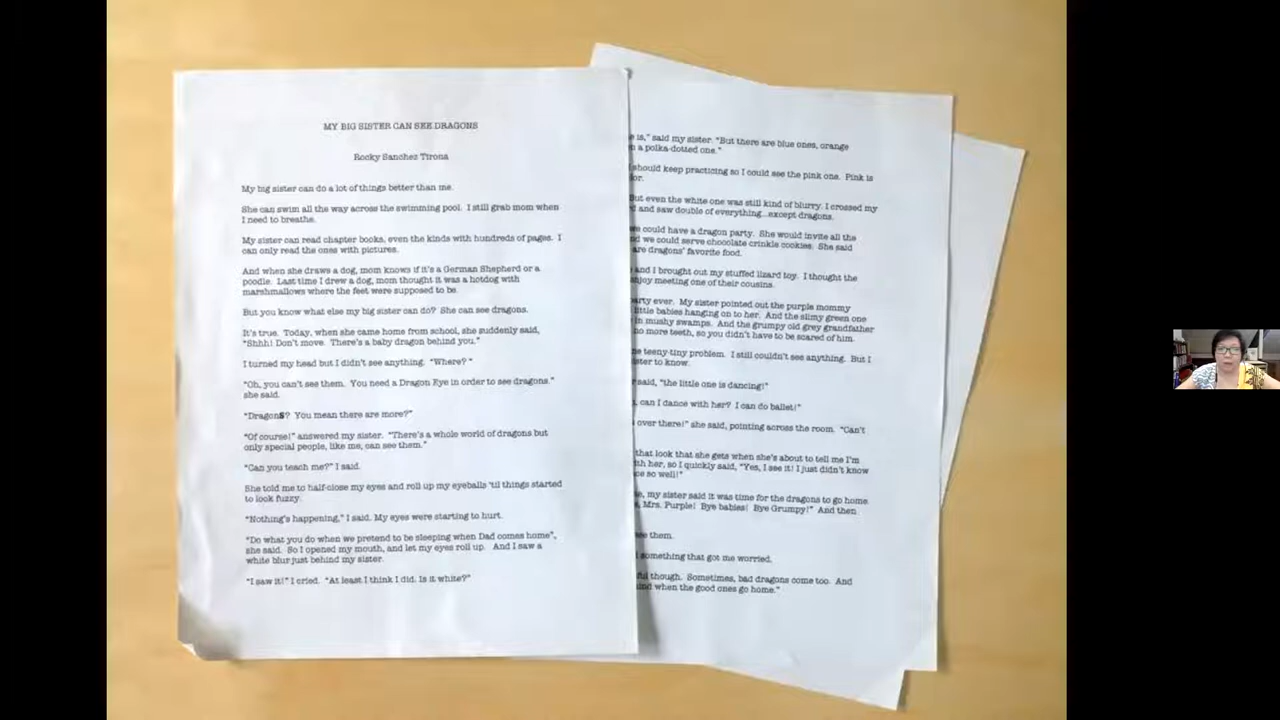 MY BIG SISTER CAN SEE DRAGONS
Rocky Sanchez Tirona
My big sister can do a lot of things better than me.
She can swim all the way across the swimming pool. I still grab mom when
I need to breathe.
My sister can read chapter books, even the kinds with hundreds of pages. I
can only read the ones with pictures.
And when she draws a dog, mom knows if it's a German Shepherd or a
poodle. Last time I drew a dog, mom thought it was a hotdog with
marshmallows where the feet were supposed to be.
But you know what else my big sister can do? She can see dragons.
It's true. Today, when she came home from school, she suddenly said,
"Shhh! Don't move. There's a baby dragon behind you."
I turned my head but I didn't see anything. "Where?"
"Oh, you can't see them. You need a Dragon Eye in order to see dragons."
she said.
"DragonS? You mean there are more?"
"Of course!" answered my sister. "There's a whole world of dragons but
only special people, like me, can see them."
"Can you teach me?" I said.
She told me to half-close my eyes and roll up my eyeballs 'til things started
to look fuzzy.
"Nothing's happening," I said. My eyes were starting to hurt.
"Do what you do when we pretend to be sleeping when Dad comes home",
she said. So I opened my mouth, and let my eyes roll up. And I saw a
white blur just behind my sister.
"I saw it!" I cried. "At least I think I did. Is it white?"
is," said my sister. "But there are blue ones, orange
a polka-dotted one."
should keep practicing so I could see the pink one. Pink is
But even the white one was still kind of blurry. I crossed my
and saw double of everything...except dragons.
we could have a dragon party. She would invite all the
we could serve chocolate crinkle cookies. She said
are dragons' favorite food.
and I brought out my stuffed lizard toy. I thought the
meeting one of their cousins.
ever. My sister pointed out the purple mommy
little babies hanging on to her. And the slimy green one
in mushy swamps. And the grumpy old grey grandfather
no more teeth, so you didn't have to be scared of him.
teeny-tiny problem. I still couldn't see anything. But I
to know.
said, "the little one is dancing!"
can I dance with her? I can do ballet!"
over there!" she said, pointing across the room. "Can't
that look that she gets when she's about to tell me I'm
her, so I quickly said, "Yes, I see it! I just didn't know
so well!"
my sister said it was time for the dragons to go home
Mrs. Purple! Bye babies! Bye Grumpy!" And then
see them.
something that got me worried.
though. Sometimes, bad dragons come too. And
when the good ones go home."